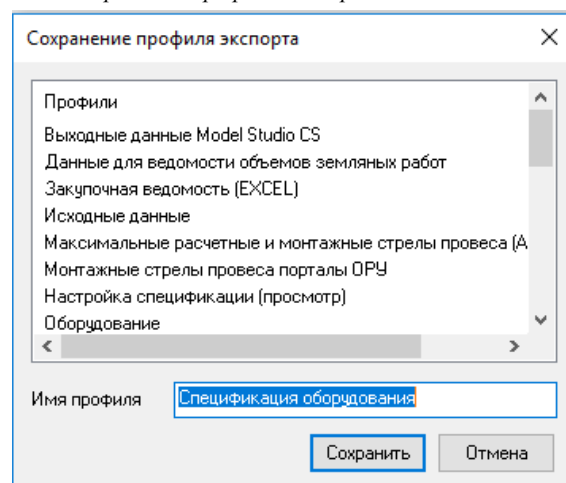 Сохранение профиля экспорта
Профили
Выходные данные Model Studio CS
Данные для ведомости объемов земляных работ
Закупочная ведомость (EXCEL)
Исходные данные
Максимальные расчетные и монтажные стрелы провеса (А
Монтажные стрелы провеса порталы ОРУ
Настройка спецификации (просмотр)
Оборудование
Имя профиля Спецификация оборудования
Сохранить Отмена